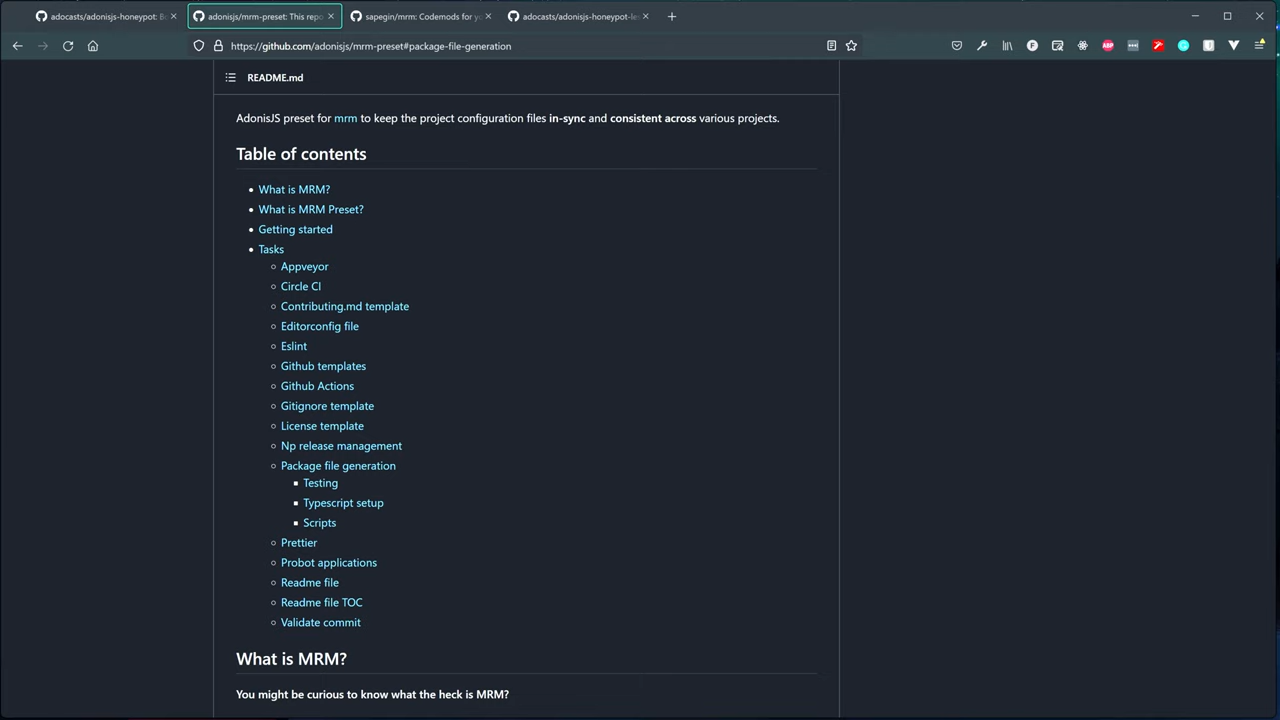 adocasts/adonisjs-honeypot: Bo
adonisjs/mrm-preset: This repo
sapegin/mrm: Codemods for yo
adocasts/adonisjs-honeypot-le
https://github.com/adonisjs/mrm-preset#package-file-generation
ABP
README.md
AdonisJS preset for mrm to keep the project configuration files in-sync and consistent across various projects.
Table of contents
What is MRM?
What is MRM Preset?
Getting started
Tasks
Appveyor
Circle CI
Contributing.md template
Editorconfig file
Eslint
Github templates
Github Actions
Gitignore template
License template
Np release management
Package file generation
Testing
Typescript setup
Scripts
Prettier
Probot applications
Readme file
Readme file TOC
Validate commit
What is MRM?
You might be curious to know what the heck is MRM?